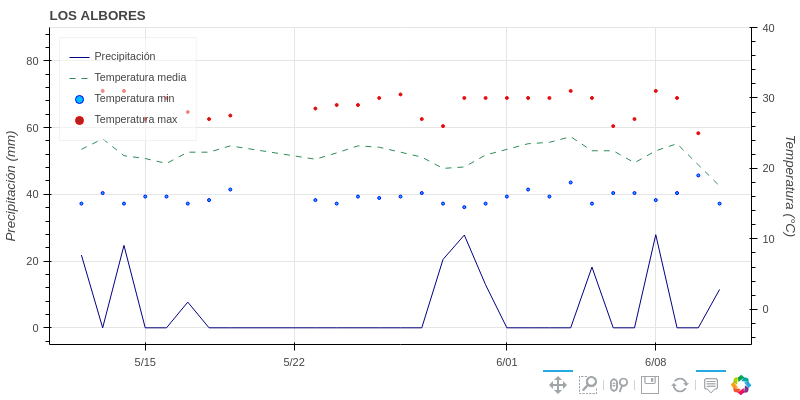 LOS ALBORES
Precipitación
Temperatura media
Temperatura min
Temperatura max
Precipitación (mm)
80
60
40
20
0
40
30
20
10
0
Temperatura (°C)
5/15
5/22
6/01
6/08